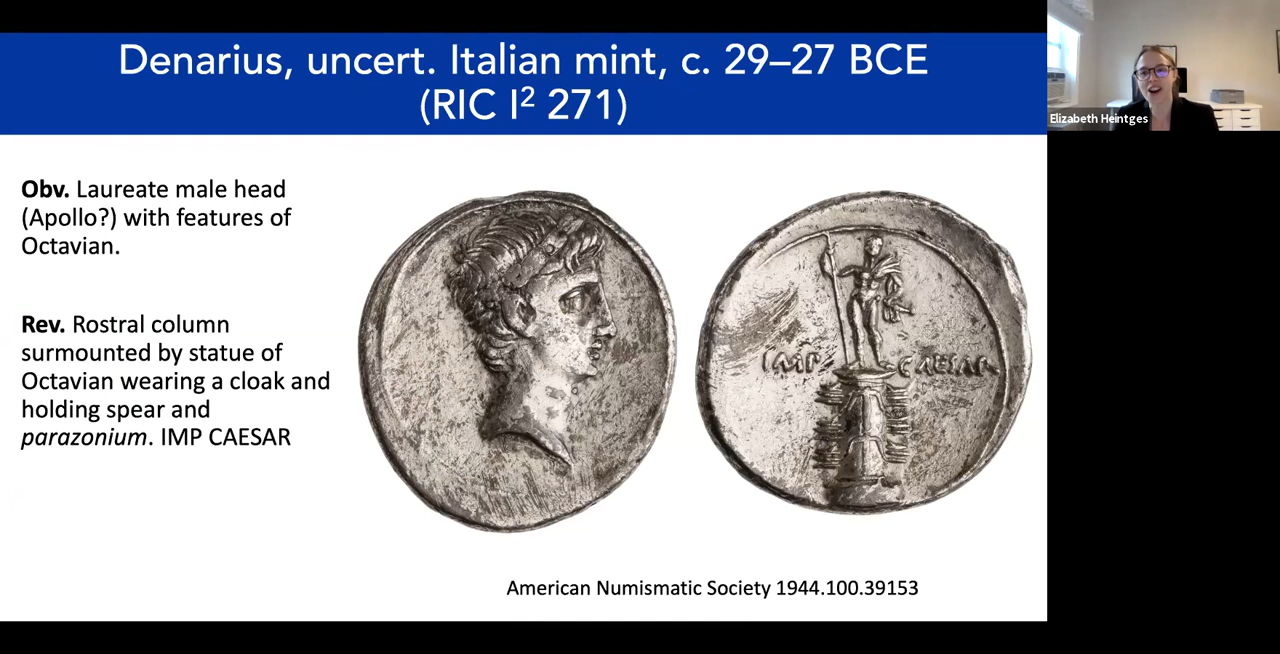 Denarius, uncert. Italian mint, c. 29–27 BCE
(RIC I² 271)
Elizabeth Heintges
Obv. Laureate male head
(Apollo?) with features of
Octavian.
Rev. Rostral column
surmounted by statue of
Octavian wearing a cloak and
holding spear and
parazonium. IMP CAESAR
IMP CAESAR
American Numismatic Society 1944.100.39153